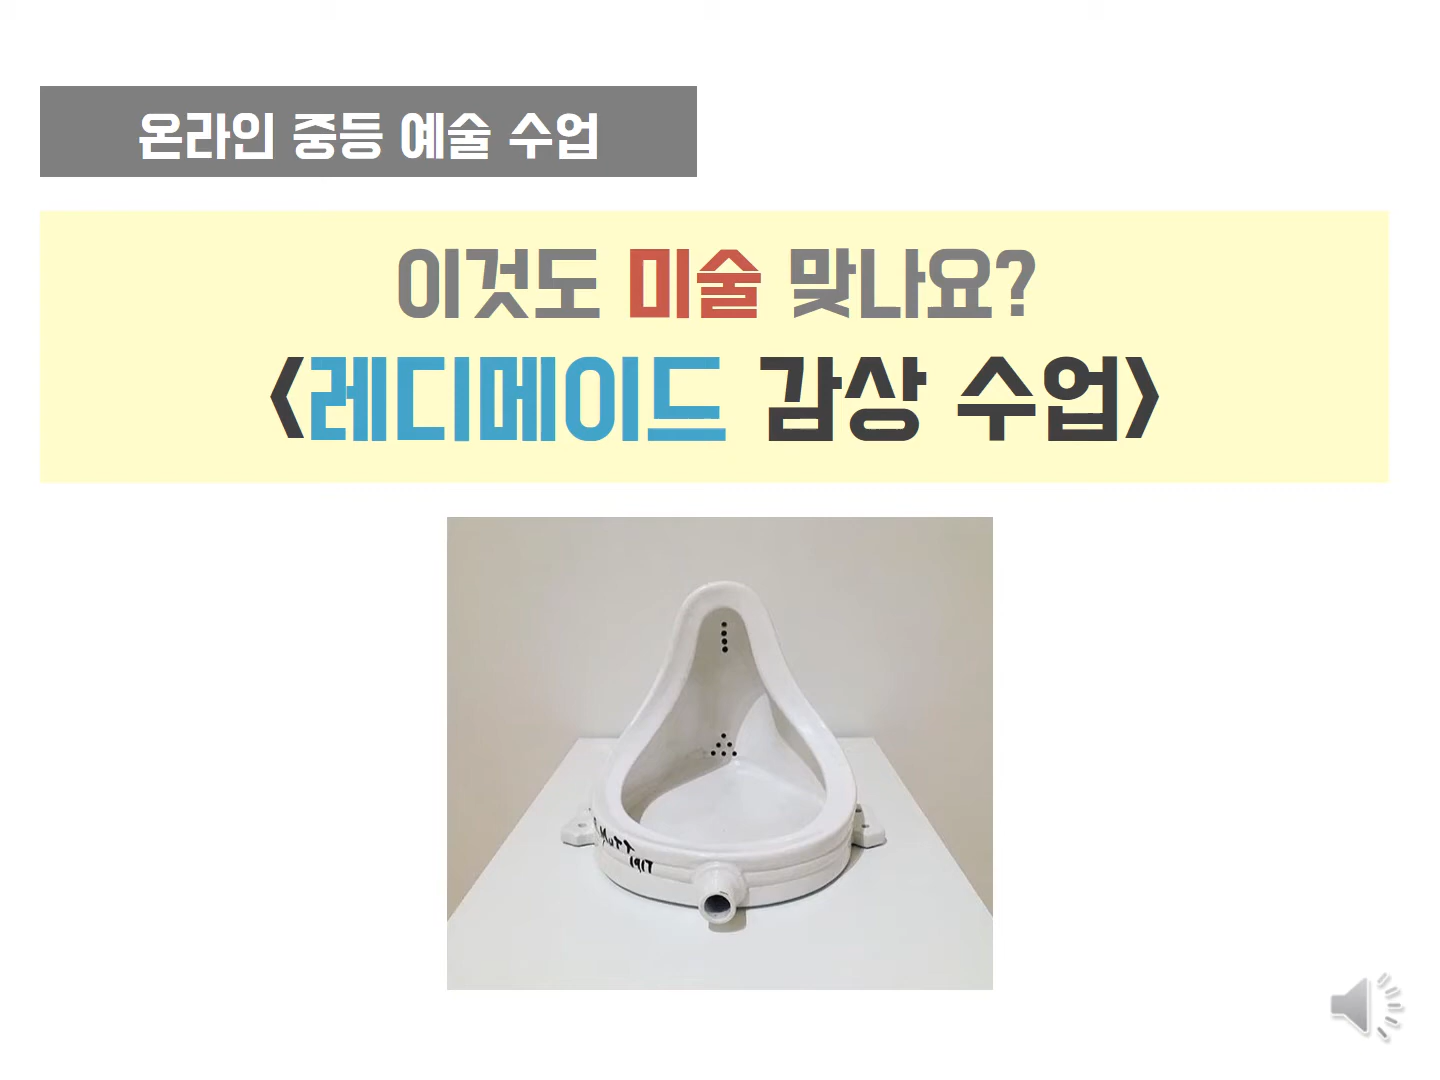 온라인 중등 예술 수업
이것도 미술 맞나요?
<레디메이드 감상 수업>